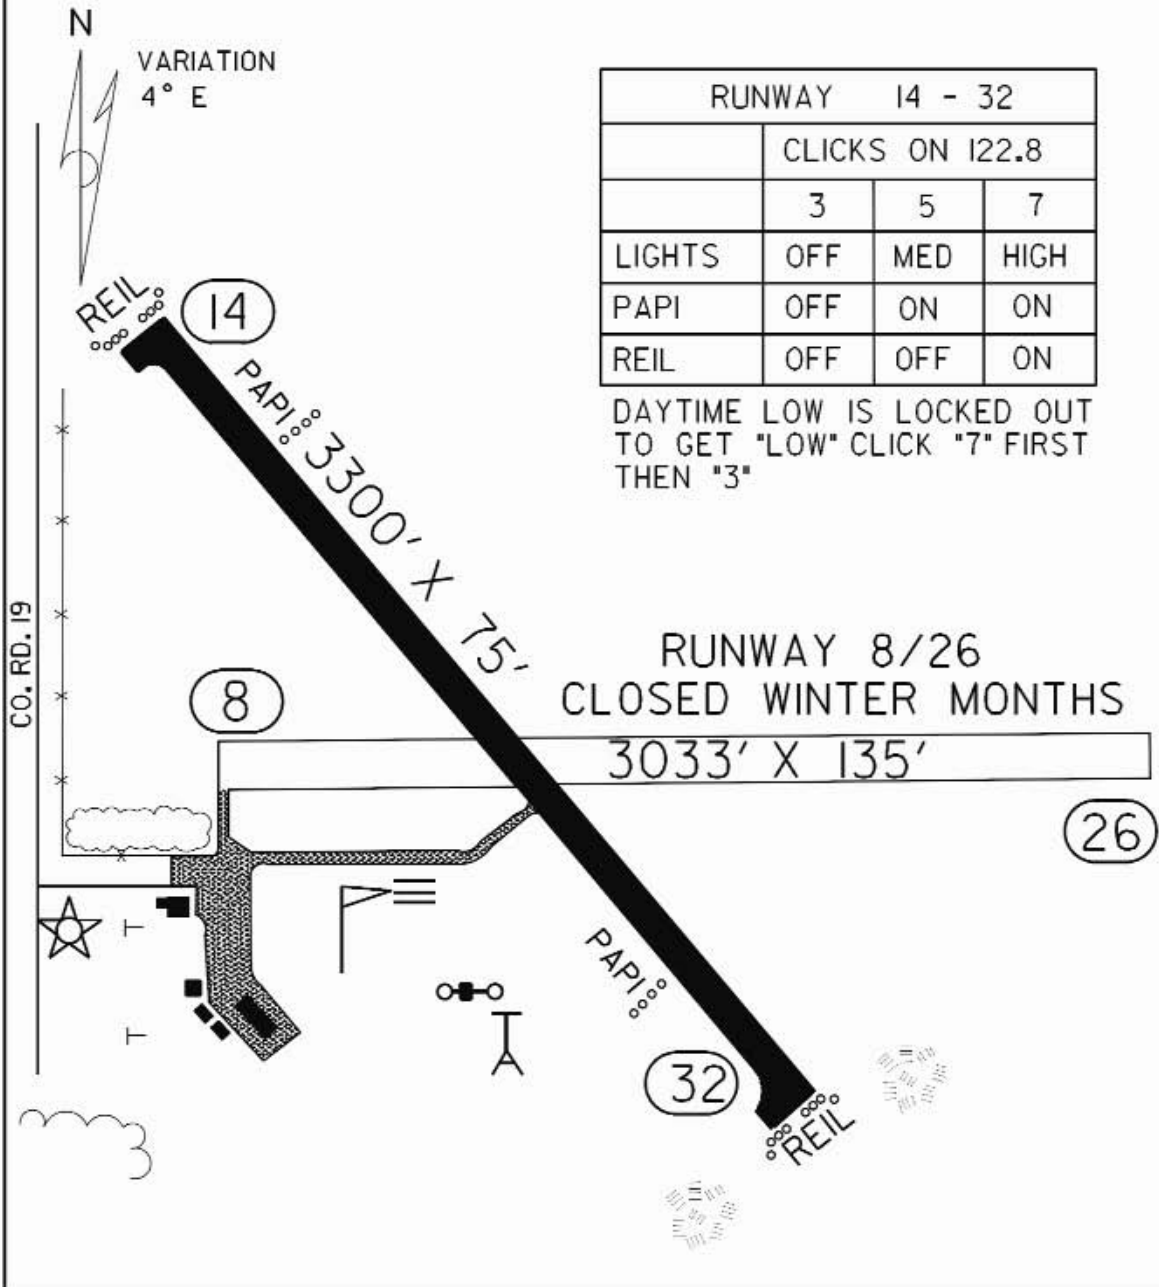 N
VARIATION
4° E
RUNWAY 14 - 32
CLICKS ON 122.8
3 5 7
LIGHTS OFF MED HIGH
PAPI OFF ON ON
REIL OFF OFF ON
DAYTIME LOW IS LOCKED OUT
TO GET "LOW" CLICK "7" FIRST
THEN "3"
REIL
14
PAPI
3300' X 75'
CO. RD. 19
RUNWAY 8/26
CLOSED WINTER MONTHS
3033' X 135'
8
26
PAPI
32
REIL